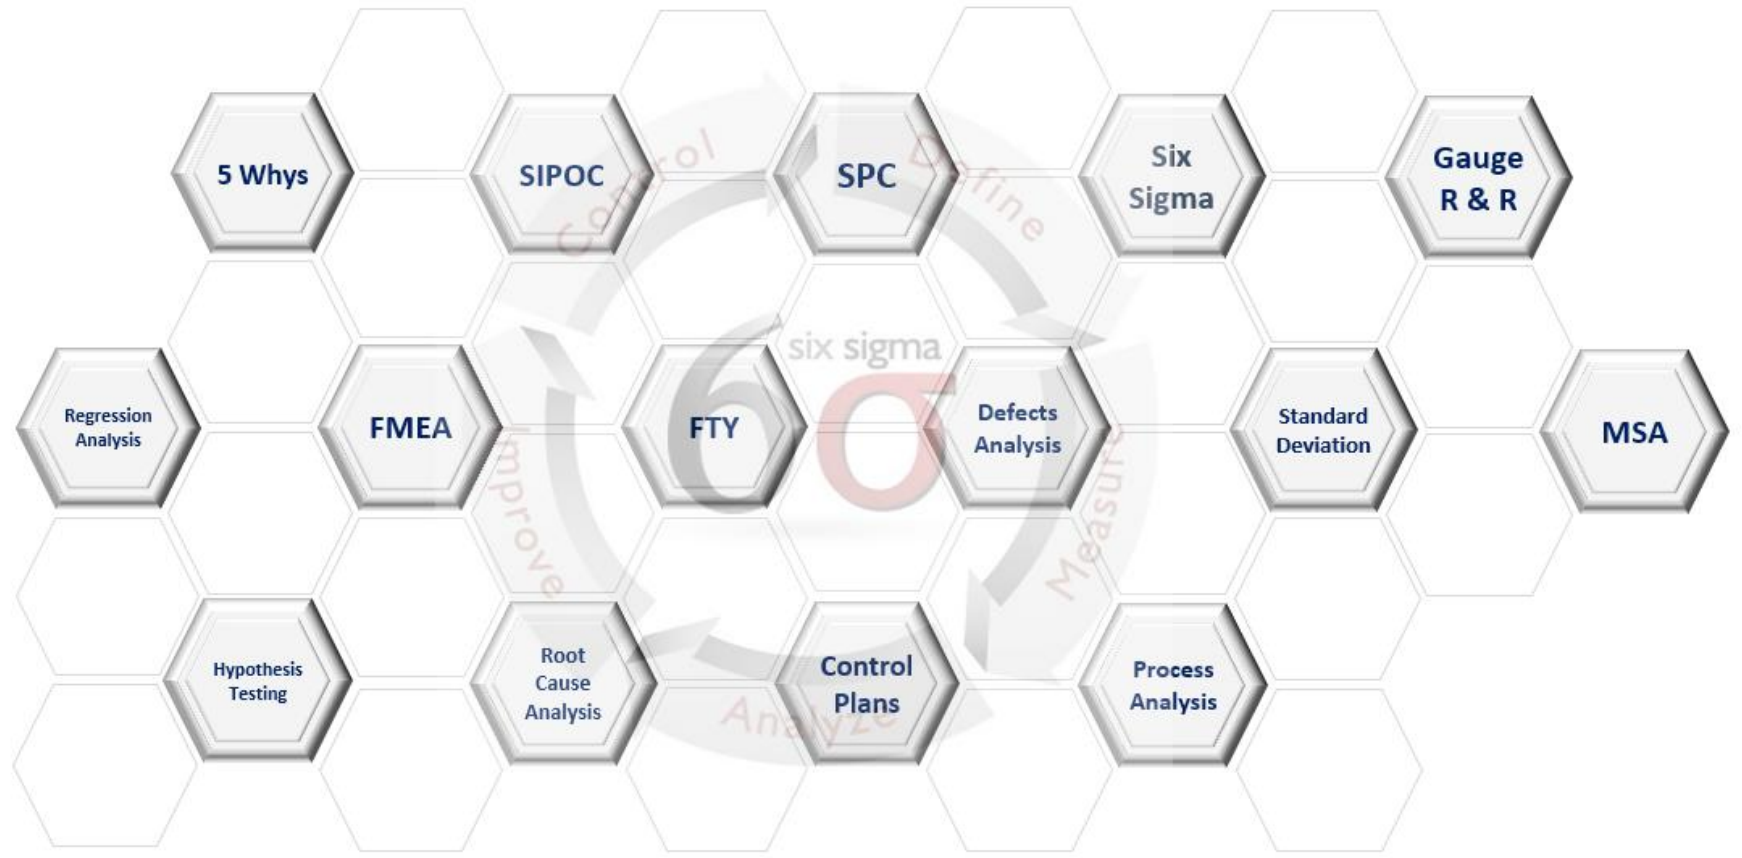 5 Whys
SIPOC
SPC
Six
Sigma
Gauge
R & R
Control
Define
six sigma
6σ
Regression
Analysis
FMEA
FTY
Defects
Analysis
Standard
Deviation
MSA
Improve
Measure
Hypothesis
Testing
Root
Cause
Analysis
Control
Plans
Process
Analysis
Analyze